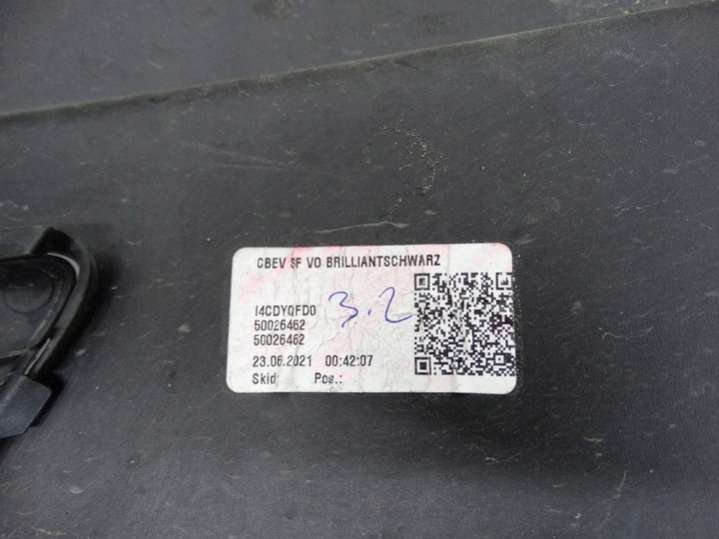 CBEV SF VO BRILLIANTSCHWARZ
I4CDYQFD0
3.2
50026462
50026462
23.06.2021 00:42:07
Skid: Pos.: